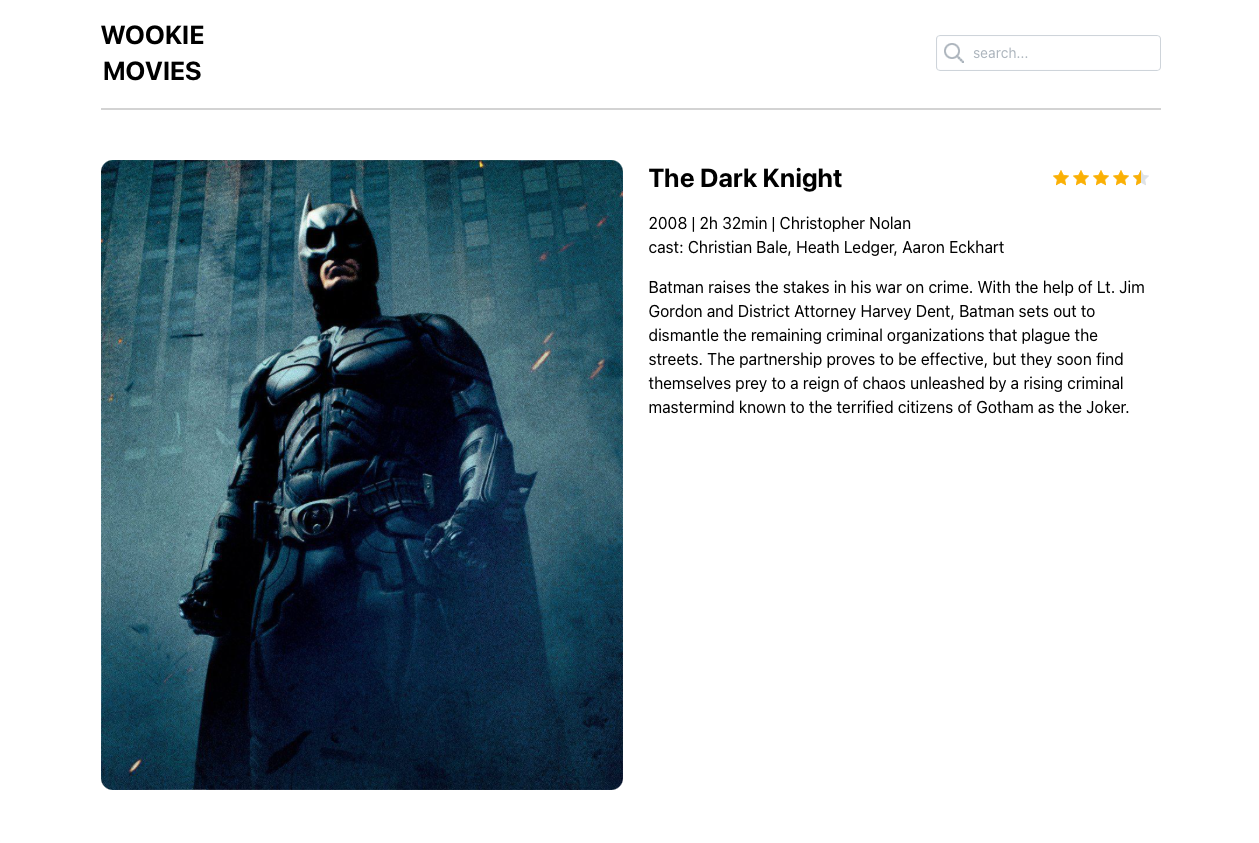 WOOKIE
MOVIES
search...
The Dark Knight
2008 | 2h 32min | Christopher Nolan
cast: Christian Bale, Heath Ledger, Aaron Eckhart
Batman raises the stakes in his war on crime. With the help of Lt. Jim
Gordon and District Attorney Harvey Dent, Batman sets out to
dismantle the remaining criminal organizations that plague the
streets. The partnership proves to be effective, but they soon find
themselves prey to a reign of chaos unleashed by a rising criminal
mastermind known to the terrified citizens of Gotham as the Joker.